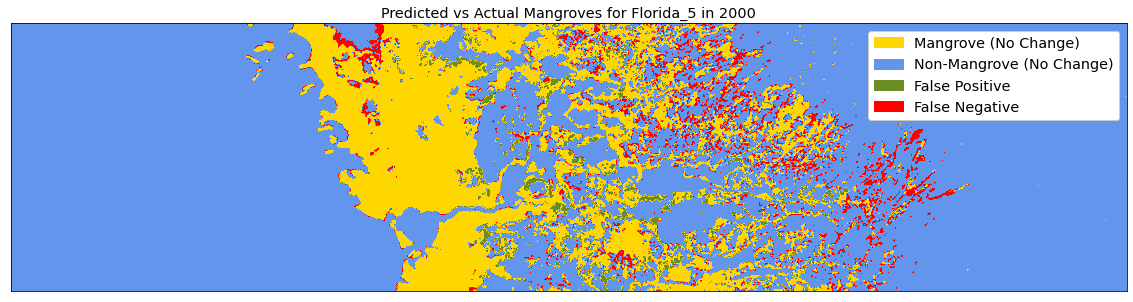 Predicted vs Actual Mangroves for Florida_5 in 2000
Mangrove (No Change)
Non-Mangrove (No Change)
False Positive
False Negative